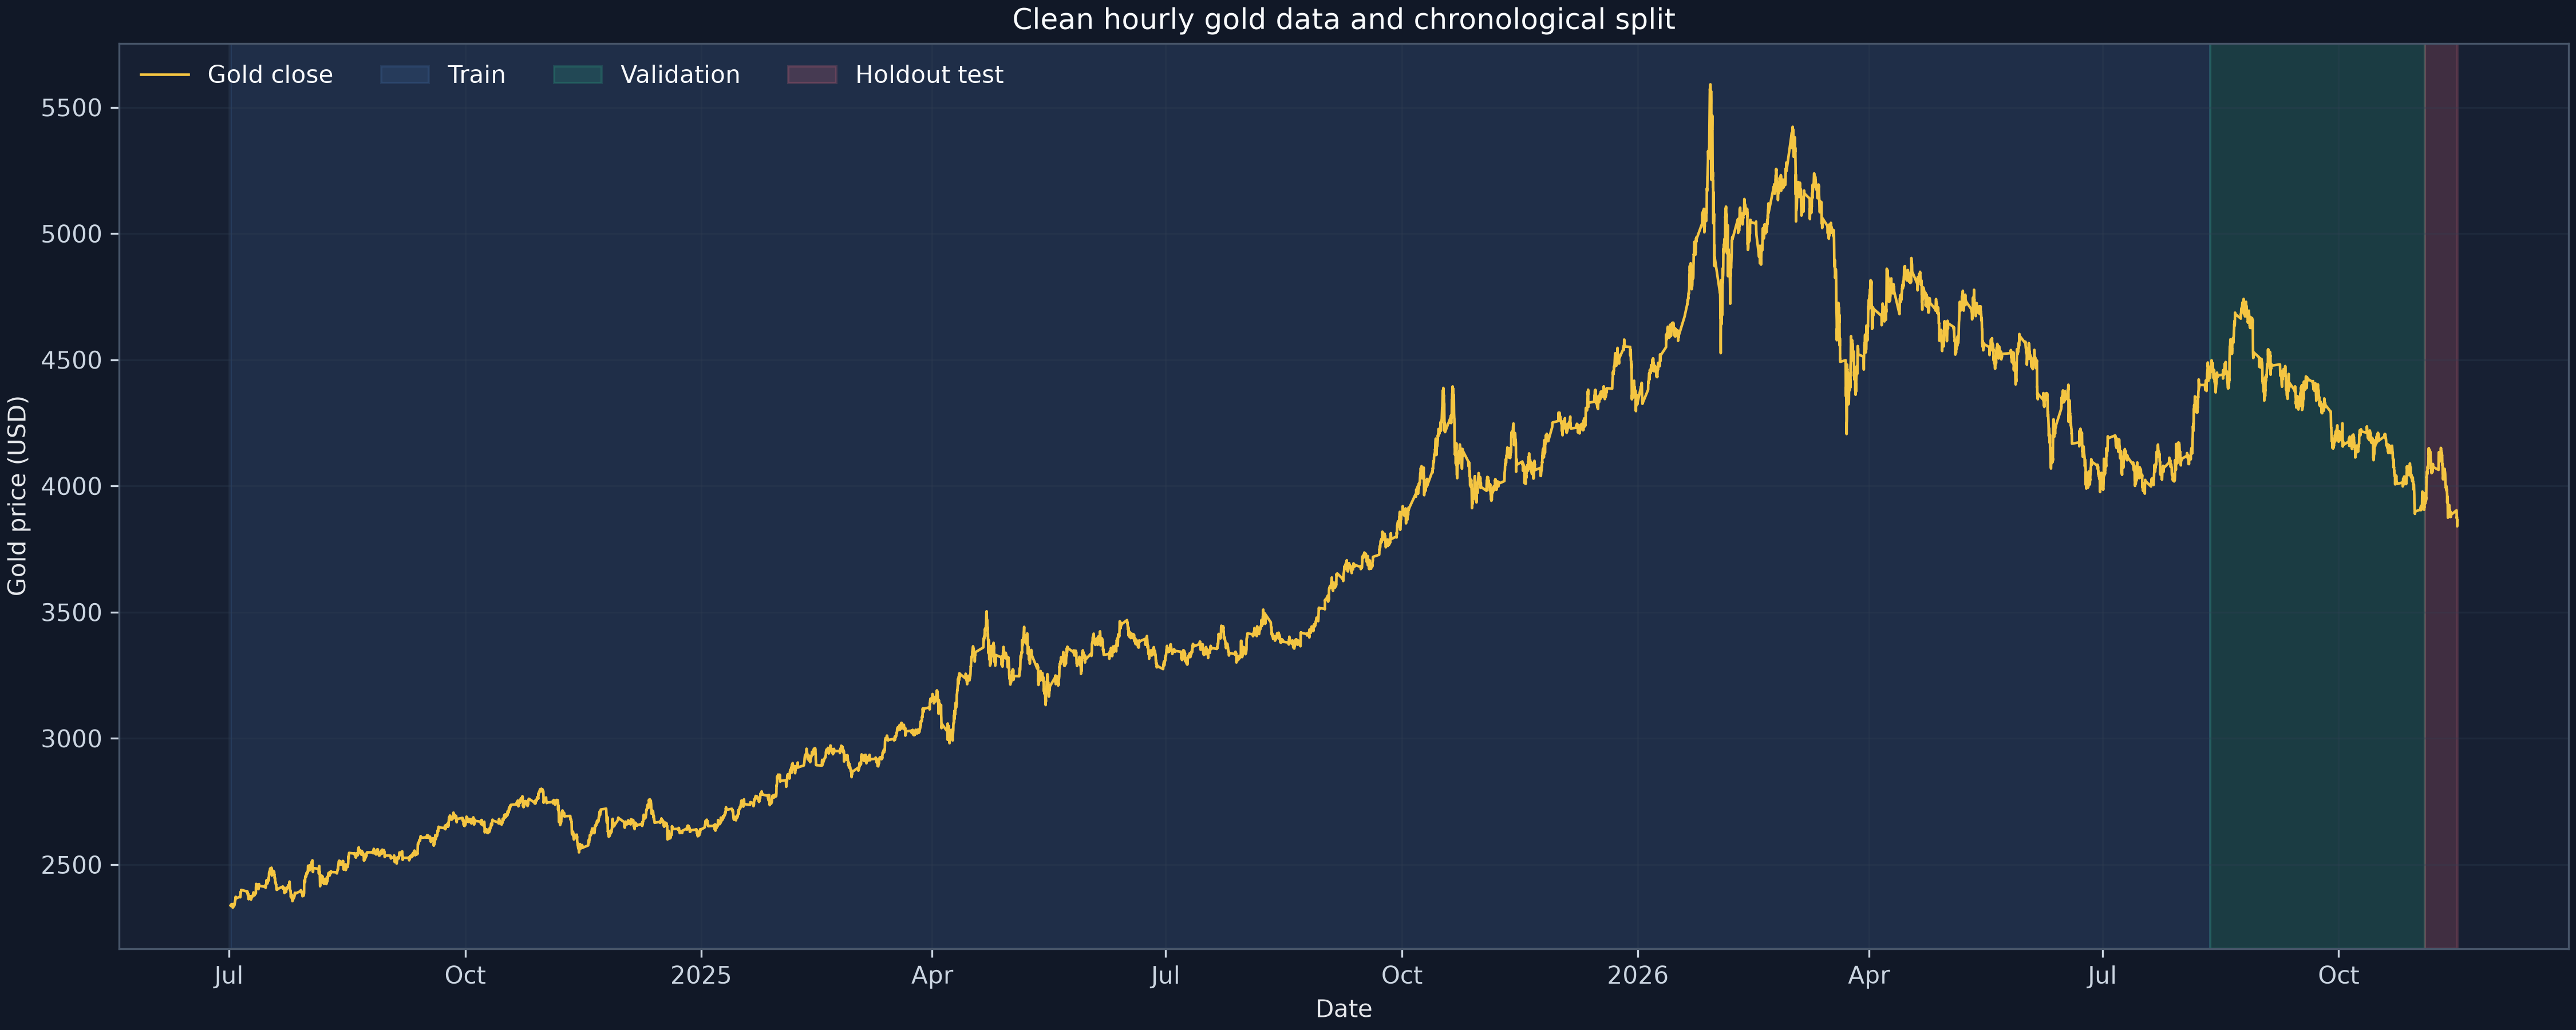 Clean hourly gold data and chronological split
Gold close Train Validation Holdout test
5500
5000
4500
4000
3500
3000
2500
Gold price (USD)
Jul Oct 2025 Apr Jul Oct 2026 Apr Jul Oct
Date